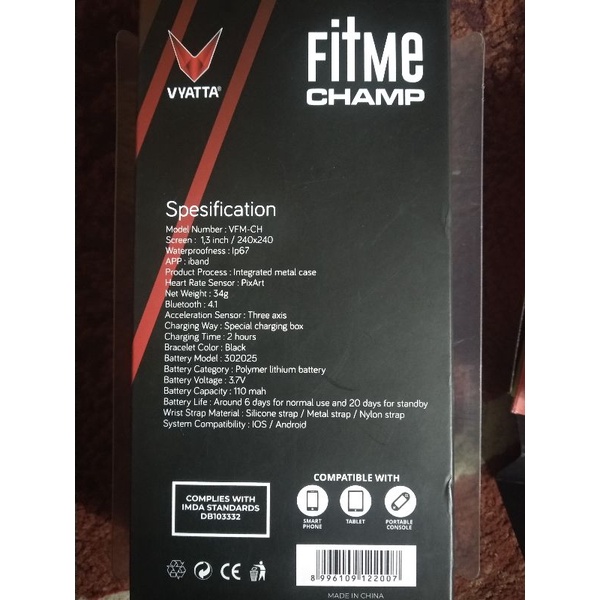 VYATTA®
FitMe
CHAMP
Spesification
Model Number : VFM-CH
Screen : 1,3 inch / 240x240
Waterproofness : Ip67
APP : iband
Product Process : Integrated metal case
Heart Rate Sensor : PixArt
Net Weight : 34g
Bluetooth : 4.1
Acceleration Sensor : Three axis
Charging Way : Special charging box
Charging Time : 2 hours
Bracelet Color : Black
Battery Model : 302025
Battery Category : Polymer lithium battery
Battery Voltage : 3.7V
Battery Capacity : 110 mah
Battery Life : Around 6 days for normal use and 20 days for standby
Wrist Strap Material : Silicone strap / Metal strap / Nylon strap
System Compatibility : IOS / Android
COMPLIES WITH
IMDA STANDARDS
DB103332
COMPATIBLE WITH
SMART
PHONE
TABLET
PORTABLE
CONSOLE
CE
8 996109 122007
MADE IN CHINA